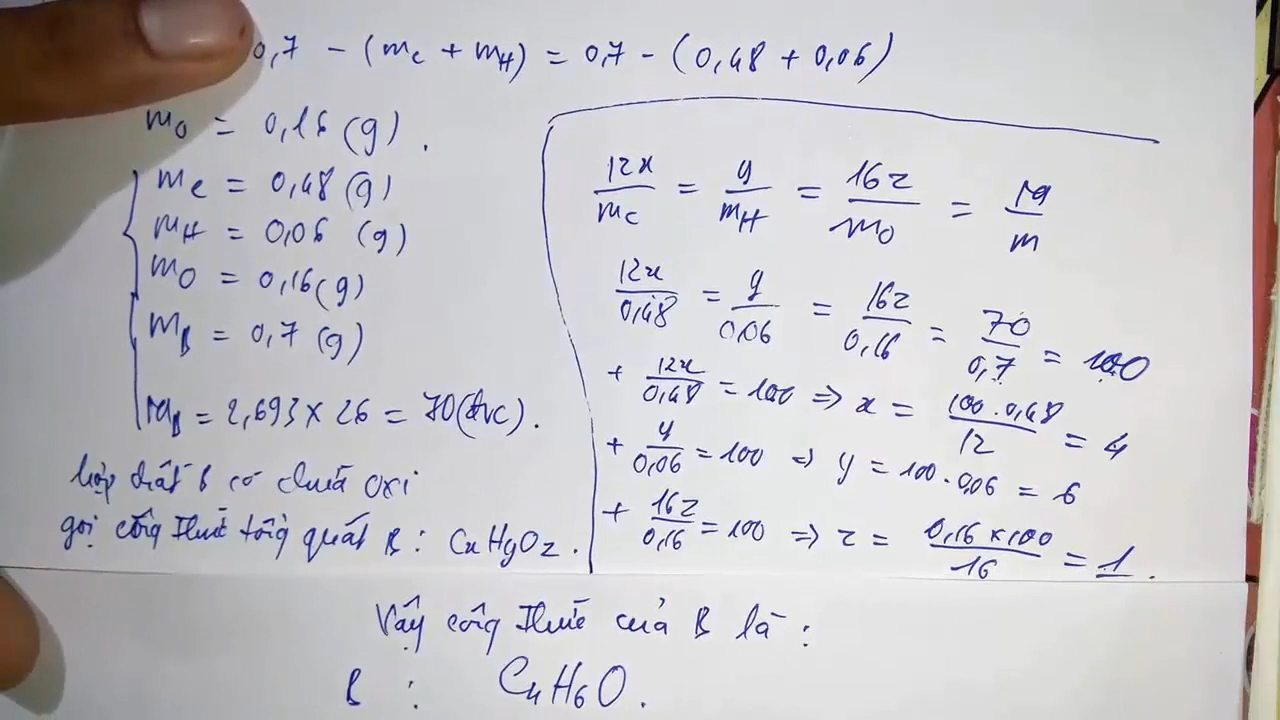 0,7 - (mC + mH) = 0,7 - (0,48 + 0,06)
mO = 0,16 (g).
mC = 0,48 (g)
mH = 0,06 (g)
mO = 0,16 (g)
mB = 0,7 (g)
MB = 2,693 × 26 = 70 (đvc).
hợp chất B có chứa oxi
gọi công thức tổng quát B : CxHyOz.
12x/mC = y/mH = 16z/mO = M/m
12x/0,48 = y/0,06 = 16z/0,16 = 70/0,7 = 100
+ 12x/0,48 = 100 => x = 100.0,48/12 = 4
+ y/0,06 = 100 => y = 100.0,06 = 6
+ 16z/0,16 = 100 => z = 0,16×100/16 = 1.
Vậy công thức của B là :
B : C4H6O.